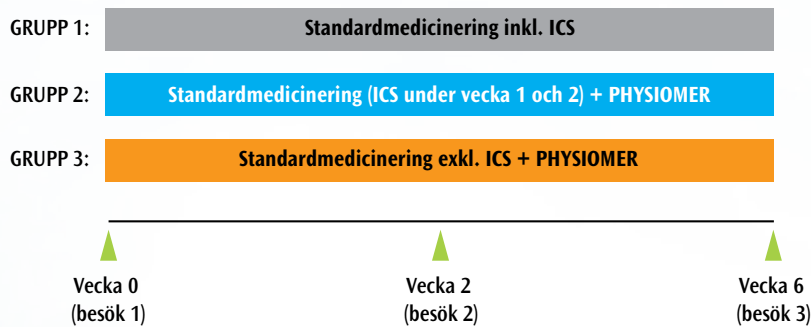 GRUPP 1: Standardmedicinering inkl. ICS
GRUPP 2: Standardmedicinering (ICS under vecka 1 och 2) + PHYSIOMER
GRUPP 3: Standardmedicinering exkl. ICS + PHYSIOMER
Vecka 0
(besök 1)
Vecka 2
(besök 2)
Vecka 6
(besök 3)